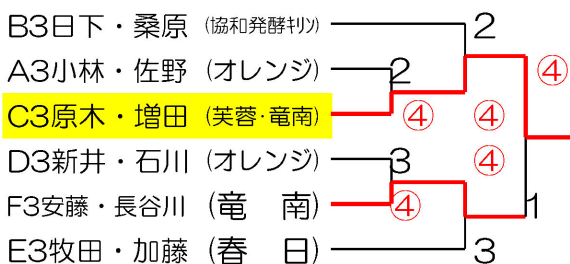 B3日下・桑原 (協和発酵キリン) 2
A3小林・佐野 (オレンジ) 2 ④
C3原木・増田 (芙蓉・竜南) ④ ④
D3新井・石川 (オレンジ) 3 ④
F3安藤・長谷川 (竜 南) ④ 1
E3牧田・加藤 (春 日) 3